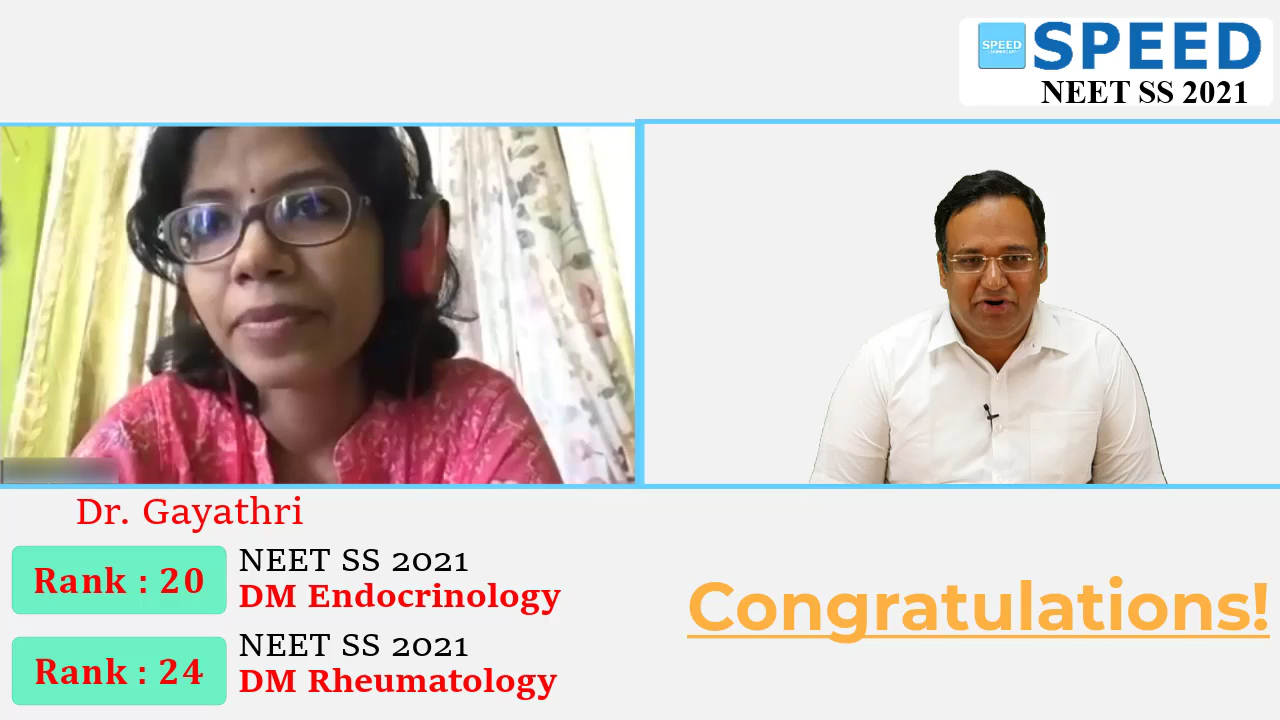 SPEED
SPEED
NEET SS 2021
Dr. Gayathri
Rank : 20
NEET SS 2021
DM Endocrinology
Rank : 24
NEET SS 2021
DM Rheumatology
Congratulations!